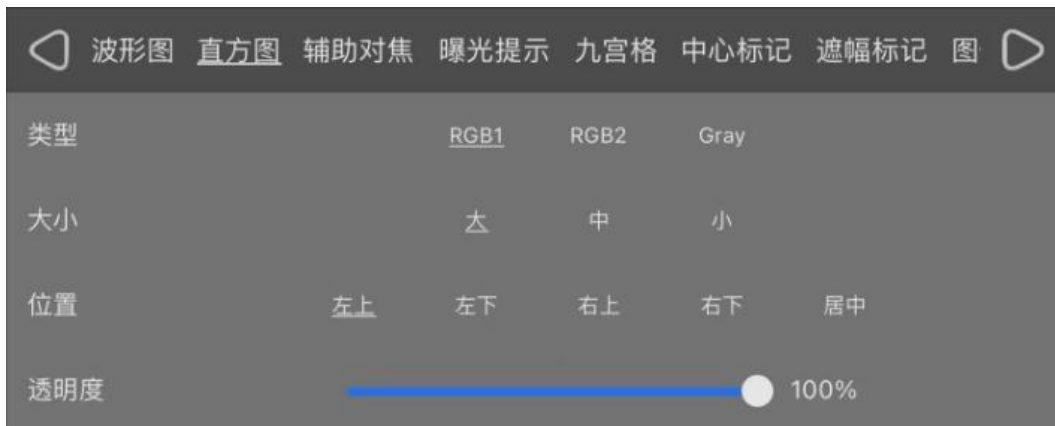 波形图 直方图 辅助对焦 曝光提示 九宫格 中心标记 遮幅标记 图
类型 RGB1 RGB2 Gray
大小 大 中 小
位置 左上 左下 右上 右下 居中
透明度 100%